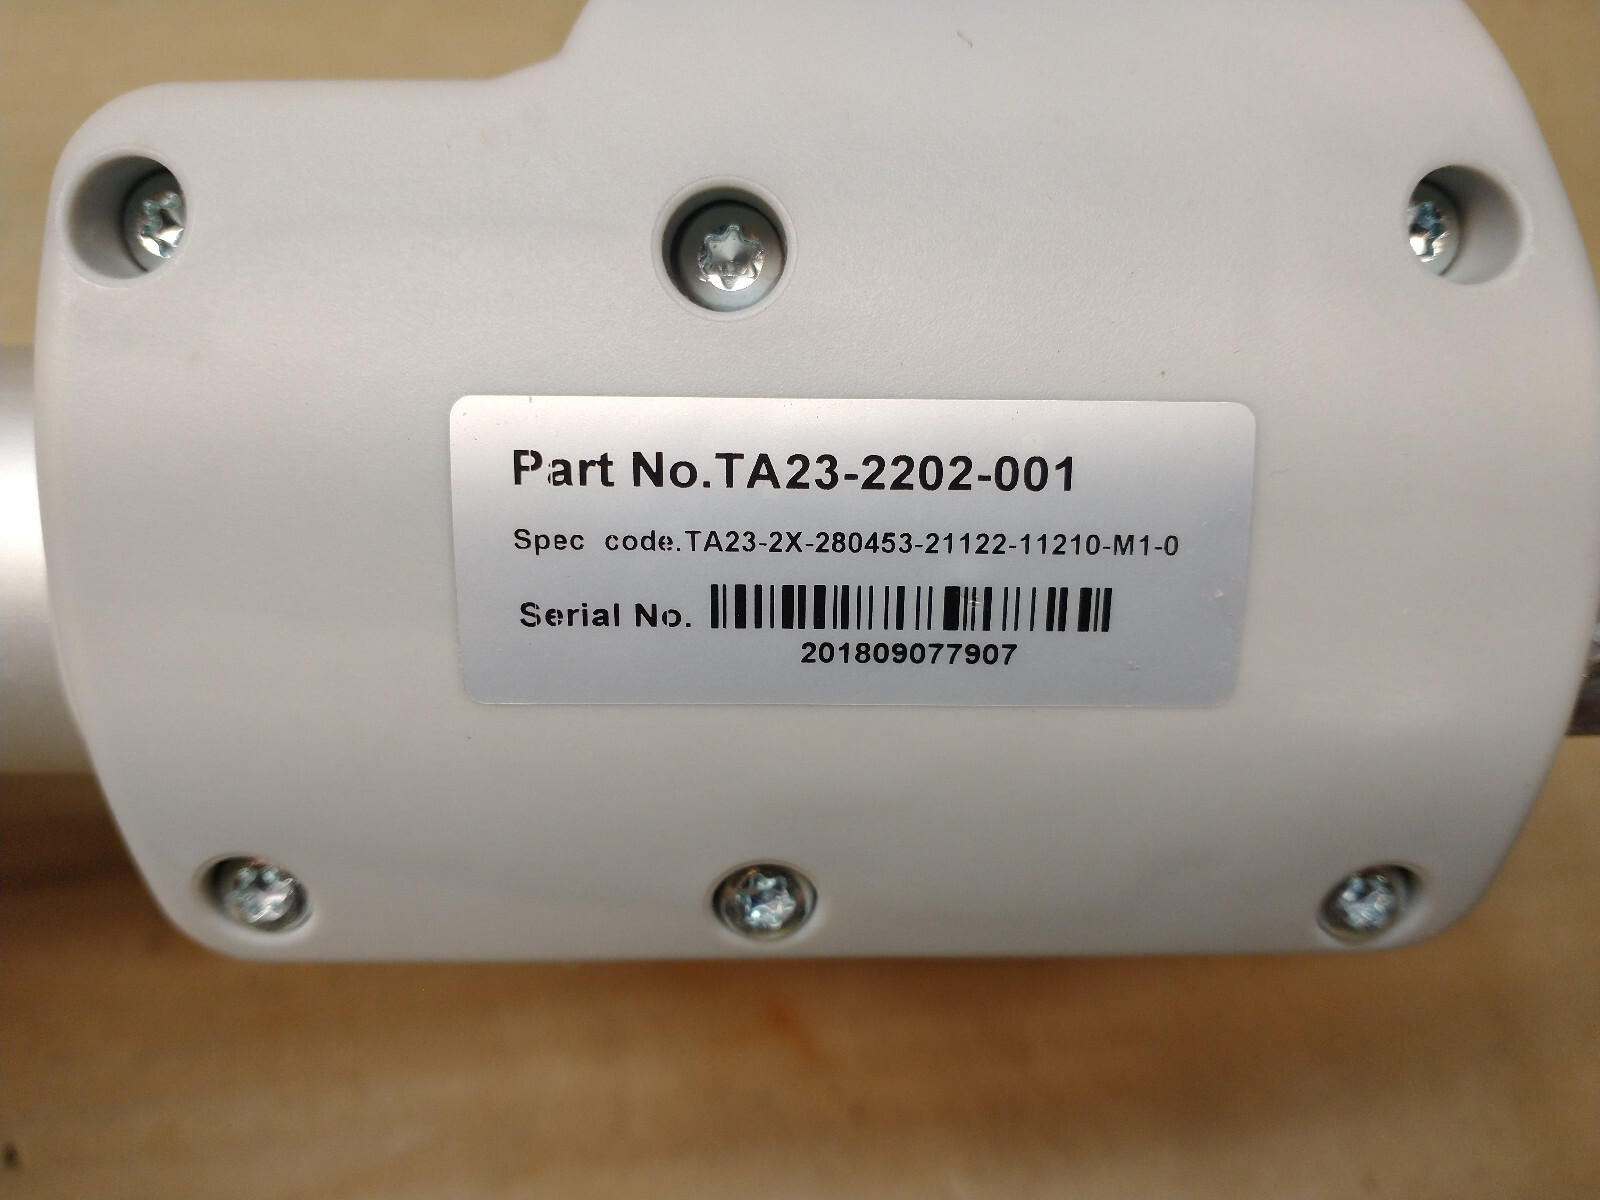 Part No.TA23-2202-001
Spec code.TA23-2X-280453-21122-11210-M1-0
Serial No.
201809077907